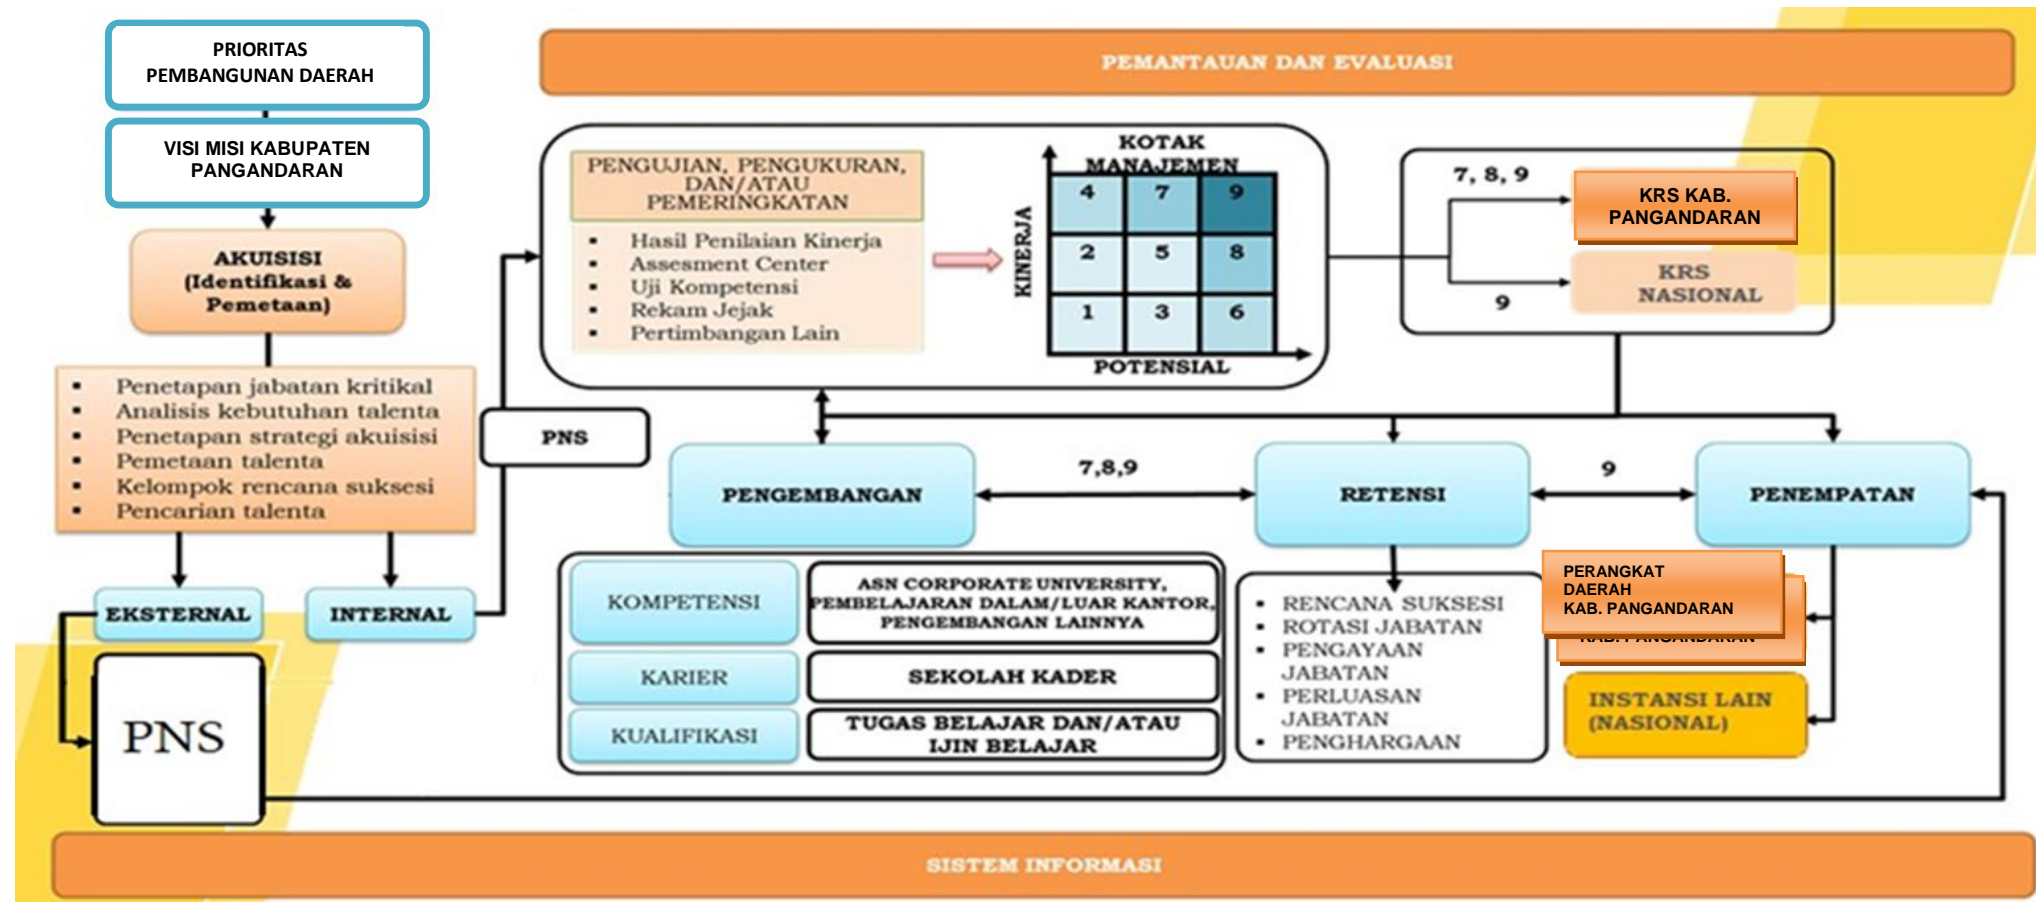 PRIORITAS
PEMBANGUNAN DAERAH
VISI MISI KABUPATEN
PANGANDARAN
AKUISISI
(Identifikasi &
Pemetaan)
▪ Penetapan jabatan kritikal
▪ Analisis kebutuhan talenta
▪ Penetapan strategi akuisisi
▪ Pemetaan talenta
▪ Kelompok rencana suksesi
▪ Pencarian talenta
EKSTERNAL
INTERNAL
PNS
PNS
PEMANTAUAN DAN EVALUASI
PENGUJIAN, PENGUKURAN,
DAN/ATAU
PEMERINGKATAN
▪ Hasil Penilaian Kinerja
▪ Assesment Center
▪ Uji Kompetensi
▪ Rekam Jejak
▪ Pertimbangan Lain
KOTAK
MANAJEMEN
KINERJA
4 7 9
2 5 8
1 3 6
POTENSIAL
7, 8, 9
KRS KAB.
PANGANDARAN
9
KRS
NASIONAL
PENGEMBANGAN
7,8,9
RETENSI
9
PENEMPATAN
KOMPETENSI
ASN CORPORATE UNIVERSITY,
PEMBELAJARAN DALAM/LUAR KANTOR,
PENGEMBANGAN LAINNYA
KARIER
SEKOLAH KADER
KUALIFIKASI
TUGAS BELAJAR DAN/ATAU
IJIN BELAJAR
▪ RENCANA SUKSESI
▪ ROTASI JABATAN
▪ PENGAYAAN
JABATAN
▪ PERLUASAN
JABATAN
▪ PENGHARGAAN
PERANGKAT
DAERAH
KAB. PANGANDARAN
KAB. PANGANDARAN
INSTANSI LAIN
(NASIONAL)
SISTEM INFORMASI